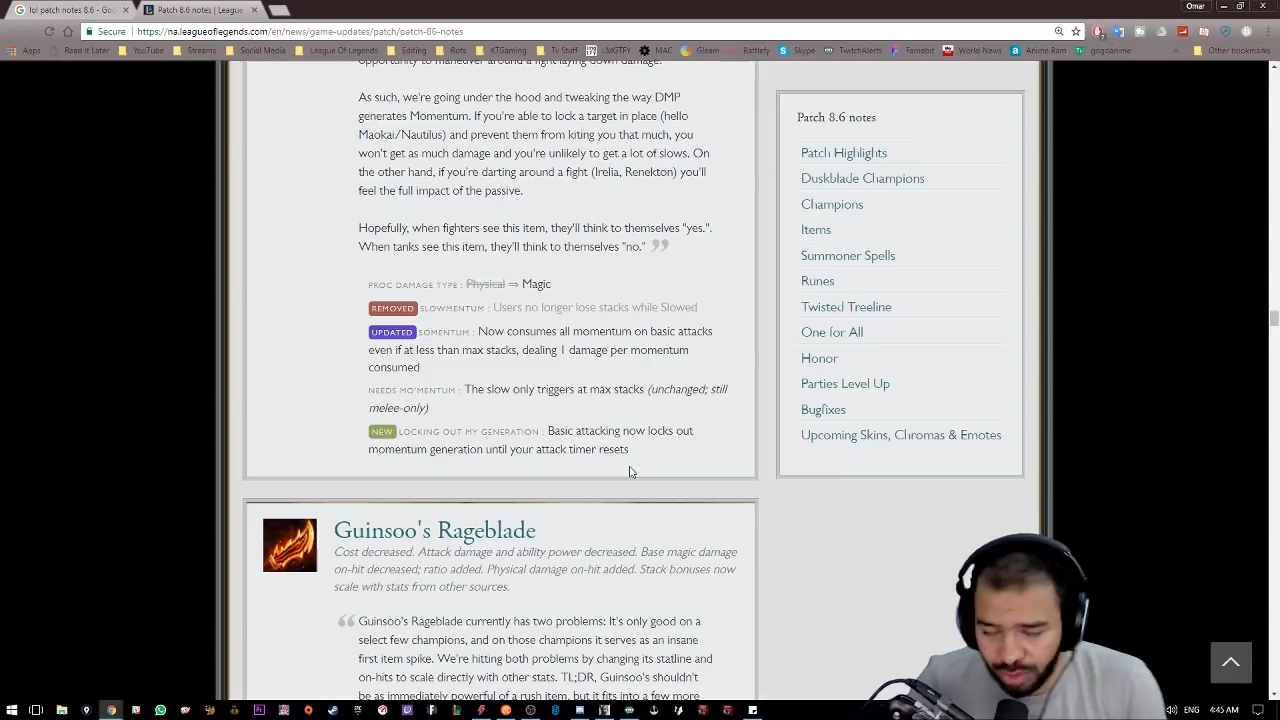 lol patch notes 8.6 - Goo
Patch 8.6 notes | League
Omar
Secure
https://na.leagueoflegends.com/en/news/game-updates/patch/patch-86-notes
Apps Read It Later YouTube Streams Social Media League Of Legends Editing Bots KTGaming Tv Stuff LMGTFY MAC Gleam Battlefy Skype TwitchAlerts Famebit World News Anime Bam gogoanime Other bookmarks
opportunity to maneuver around a fight laying down damage.
As such, we're going under the hood and tweaking the way DMP
generates Momentum. If you're able to lock a target in place (hello
Maokai/Nautilus) and prevent them from kiting you that much, you
won't get as much damage and you're unlikely to get a lot of slows. On
the other hand, if you're darting around a fight (Irelia, Renekton) you'll
feel the full impact of the passive.
Hopefully, when fighters see this item, they'll think to themselves "yes.".
When tanks see this item, they'll think to themselves "no."
PROC DAMAGE TYPE : Physical ⇒ Magic
REMOVED SLOWMENTUM : Users no longer lose stacks while Slowed
UPDATED SOMENTUM : Now consumes all momentum on basic attacks
even if at less than max stacks, dealing 1 damage per momentum
consumed
NEEDS MO'MENTUM : The slow only triggers at max stacks (unchanged; still
melee-only)
NEW LOCKING OUT MY GENERATION : Basic attacking now locks out
momentum generation until your attack timer resets
Guinsoo's Rageblade
Cost decreased. Attack damage and ability power decreased. Base magic damage
on-hit decreased; ratio added. Physical damage on-hit added. Stack bonuses now
scale with stats from other sources.
Guinsoo's Rageblade currently has two problems: It's only good on a
select few champions, and on those champions it serves as an insane
first item spike. We're hitting both problems by changing its statline and
on-hits to scale directly with other stats. TL;DR, Guinsoo's shouldn't
be as immediately powerful of a rush item, but it fits into a few more
Patch 8.6 notes
Patch Highlights
Duskblade Champions
Champions
Items
Summoner Spells
Runes
Twisted Treeline
One for All
Honor
Parties Level Up
Bugfixes
Upcoming Skins, Chromas & Emotes
ENG 4:45 AM